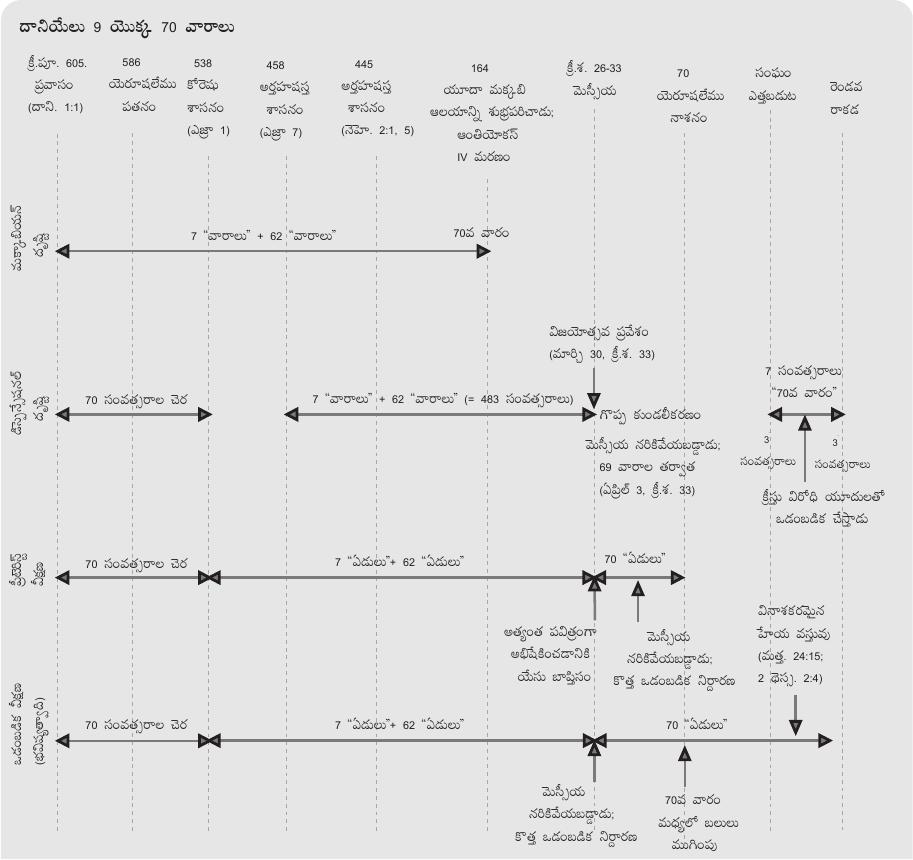 దానియేలు 9 యొక్క 70 వారాలు
క్రీ.పూ. 605.
ప్రవాసం
(దాని. 1:1)
586
యెరూషలేము
పతనం
538
కోరెషు
శాసనం
(ఎజ్రా 1)
458
అర్తహషస్త
శాసనం
(ఎజ్రా 7)
445
అర్తహషస్త
శాసనం
(నెహె. 2:1, 5)
164
యూదా మక్కబి
ఆలయాన్ని శుభ్రపరిచాడు;
ఆంతియోకస్
IV మరణం
క్రీ.శ. 26-33
మెస్సీయ
70
యెరూషలేము
నాశనం
సంఘం
ఎత్తబడుట
రెండవ
రాకడ
మక్కాబియన్
దృష్టి
7 “వారాలు” + 62 “వారాలు”
70వ వారం
విజయోత్సవ ప్రవేశం
(మార్చి 30, క్రీ.శ. 33)
డిస్పెన్సేషనల్
దృష్టి
70 సంవత్సరాల చెర
7 “వారాలు” + 62 “వారాలు” (= 483 సంవత్సరాలు)
గొప్ప కుండలీకరణం
మెస్సీయ నరికివేయబడ్డాడు;
69 వారాల తర్వాత
(ఏప్రిల్ 3, క్రీ.శ. 33)
7 సంవత్సరాలు
“70వ వారం”
3
సంవత్సరాలు
3
సంవత్సరాలు
క్రీస్తు విరోధి యూదులతో
ఒడంబడిక చేస్తాడు
ప్రీటెరిస్ట్
వీక్షణ
70 సంవత్సరాల చెర
7 “ఏడులు”+ 62 “ఏడులు”
70 “ఏడులు”
అత్యంత పవిత్రంగా
అభిషేకించడానికి
యేసు బాప్తిసం
మెస్సీయ
నరికివేయబడ్డాడు;
కొత్త ఒడంబడిక నిర్దారణ
వినాశకరమైన
హేయ వస్తువు
(మత్త. 24:15;
2 థెస్స. 2:4)
ఒడంబడిక వీక్షణ
(భవిష్యత్వాది)
70 సంవత్సరాల చెర
7 “ఏడులు”+ 62 “ఏడులు”
70 “ఏడులు”
మెస్సీయ
నరికివేయబడ్డాడు;
కొత్త ఒడంబడిక నిర్దారణ
70వ వారం
మధ్యలో బలులు
ముగింపు